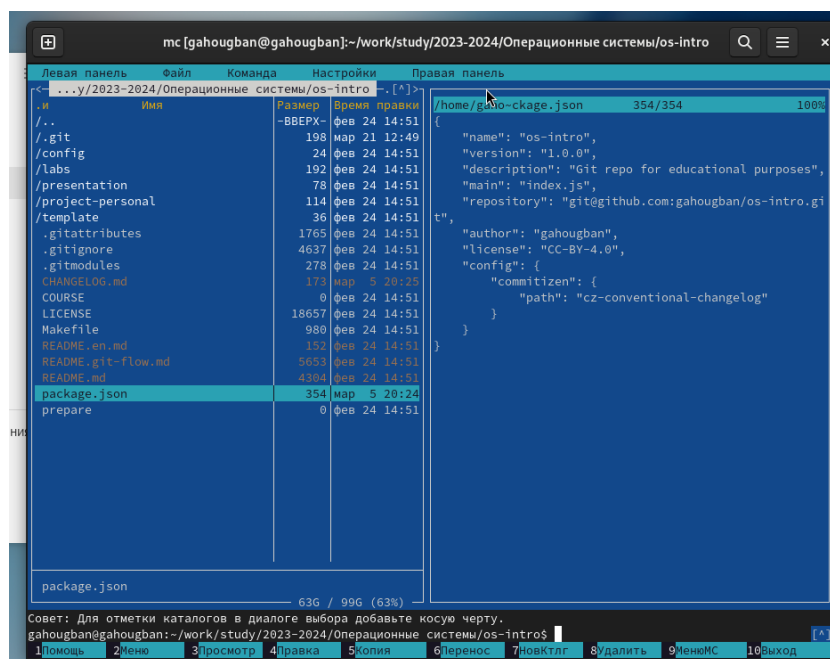 mc [gahougban@gahougban]:~/work/study/2023-2024/Операционные системы/os-intro
Левая панель Файл Команда Настройки Правая панель
<— ...y/2023-2024/Операционные системы/os-intro —.[^]>
.и Имя Размер Время правки
/.. -ВВЕРХ- фев 24 14:51
/.git 198 мар 21 12:49
/config 24 фев 24 14:51
/labs 192 фев 24 14:51
/presentation 78 фев 24 14:51
/project-personal 114 фев 24 14:51
/template 36 фев 24 14:51
.gitattributes 1765 фев 24 14:51
.gitignore 4637 фев 24 14:51
.gitmodules 278 фев 24 14:51
CHANGELOG.md 173 мар 5 20:25
COURSE 0 фев 24 14:51
LICENSE 18657 фев 24 14:51
Makefile 980 фев 24 14:51
README.en.md 152 фев 24 14:51
README.git-flow.md 5653 фев 24 14:51
README.md 4304 фев 24 14:51
package.json 354 мар 5 20:24
prepare 0 фев 24 14:51
package.json
63G / 99G (63%)
/home/gaho~ckage.json 354/354 100%
{
"name": "os-intro",
"version": "1.0.0",
"description": "Git repo for educational purposes",
"main": "index.js",
"repository": "git@github.com:gahougban/os-intro.gi
t",
"author": "gahougban",
"license": "CC-BY-4.0",
"config": {
"commitizen": {
"path": "cz-conventional-changelog"
}
}
}
Совет: Для отметки каталогов в диалоге выбора добавьте косую черту.
gahougban@gahougban:~/work/study/2023-2024/Операционные системы/os-intro$ [^]
1Помощь 2Меню 3Просмотр 4Правка 5Копия 6Перенос 7НовКтлг 8Удалить 9МенюМС 10Выход